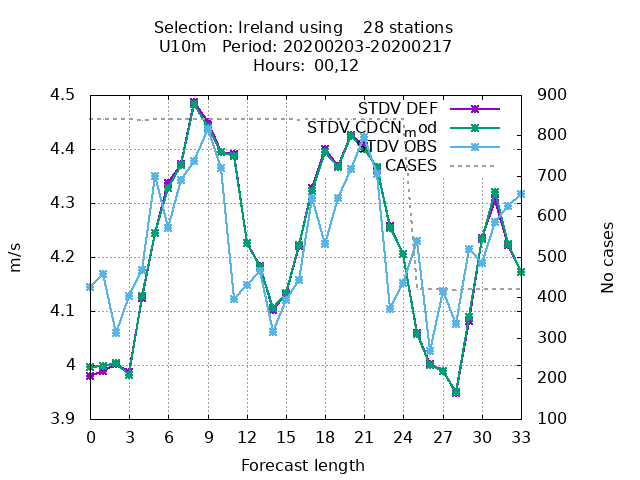 Selection: Ireland using    28 stations
U10m   Period: 20200203-20200217
Hours:  00,12
4.5
4.4
4.3
4.2
4.1
4
3.9
m/s
STDV DEF
STDV CDCNmod
STDV OBS
CASES
900
800
700
600
500
400
300
200
100
No cases
0 3 6 9 12 15 18 21 24 27 30 33
Forecast length